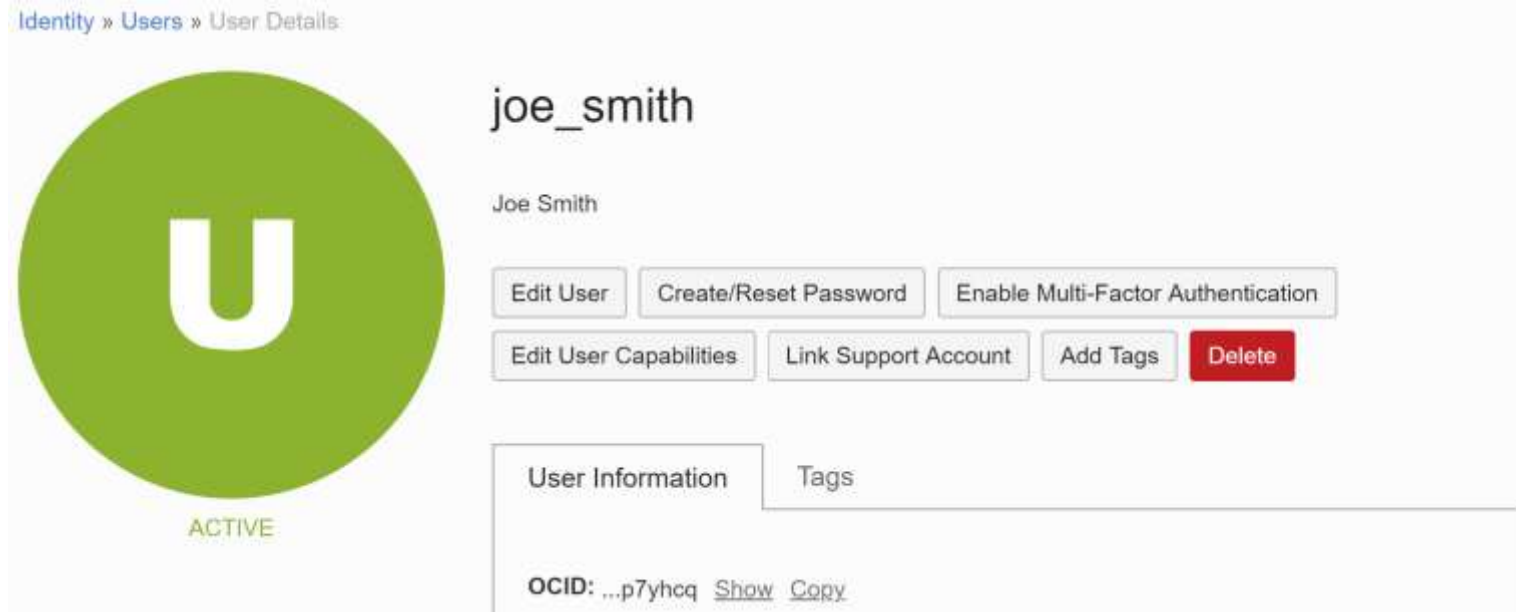 Identity » Users » User Details
joe_smith
Joe Smith
U
Edit User Create/Reset Password Enable Multi-Factor Authentication
Edit User Capabilities Link Support Account Add Tags Delete
User Information Tags
ACTIVE
OCID: ...p7yhcq Show Copy